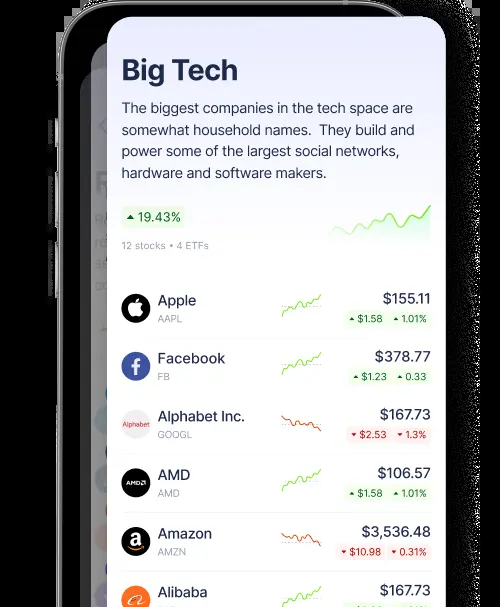 Big Tech
The biggest companies in the tech space are
somewhat household names. They build and
power some of the largest social networks,
hardware and software makers.
▲ 19.43%
12 stocks • 4 ETFs
Apple
AAPL
$155.11
▲ $1.58 ▲ 1.01%
Facebook
FB
$378.77
▲ $1.23 ▲ 0.33
Alphabet
Alphabet Inc.
GOOGL
$167.73
▼ $2.53 ▼ 1.3%
AMD
AMD
AMD
$106.57
▲ $1.58 ▲ 1.01%
Amazon
AMZN
$3,536.48
▼ $10.98 ▼ 0.31%
Alibaba
$167.73